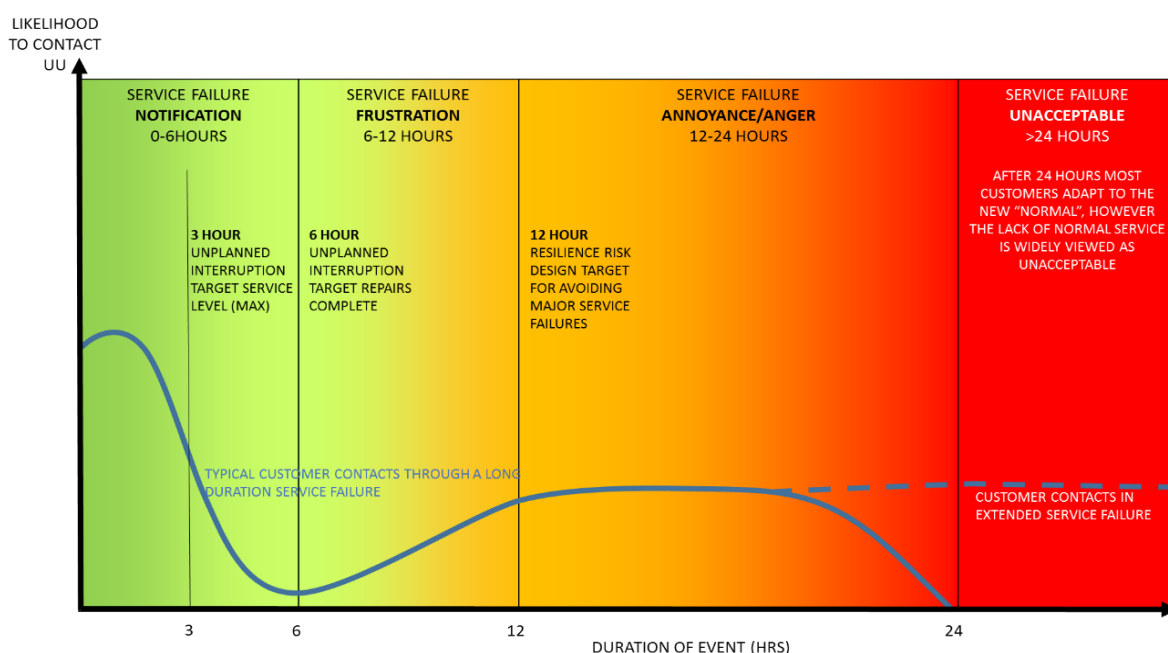 LIKELIHOOD
TO CONTACT
UU
SERVICE FAILURE
NOTIFICATION
0-6HOURS
SERVICE FAILURE
FRUSTRATION
6-12 HOURS
SERVICE FAILURE
ANNOYANCE/ANGER
12-24 HOURS
SERVICE FAILURE
UNACCEPTABLE
>24 HOURS
AFTER 24 HOURS MOST
CUSTOMERS ADAPT TO THE
NEW “NORMAL”, HOWEVER
THE LACK OF NORMAL SERVICE
IS WIDELY VIEWED AS
UNACCEPTABLE
3 HOUR
UNPLANNED
INTERRUPTION
TARGET SERVICE
LEVEL (MAX)
6 HOUR
UNPLANNED
INTERRUPTION
TARGET REPAIRS
COMPLETE
12 HOUR
RESILIENCE RISK
DESIGN TARGET
FOR AVOIDING
MAJOR SERVICE
FAILURES
TYPICAL CUSTOMER CONTACTS THROUGH A LONG
DURATION SERVICE FAILURE
CUSTOMER CONTACTS IN
EXTENDED SERVICE FAILURE
3
6
12
24
DURATION OF EVENT (HRS)